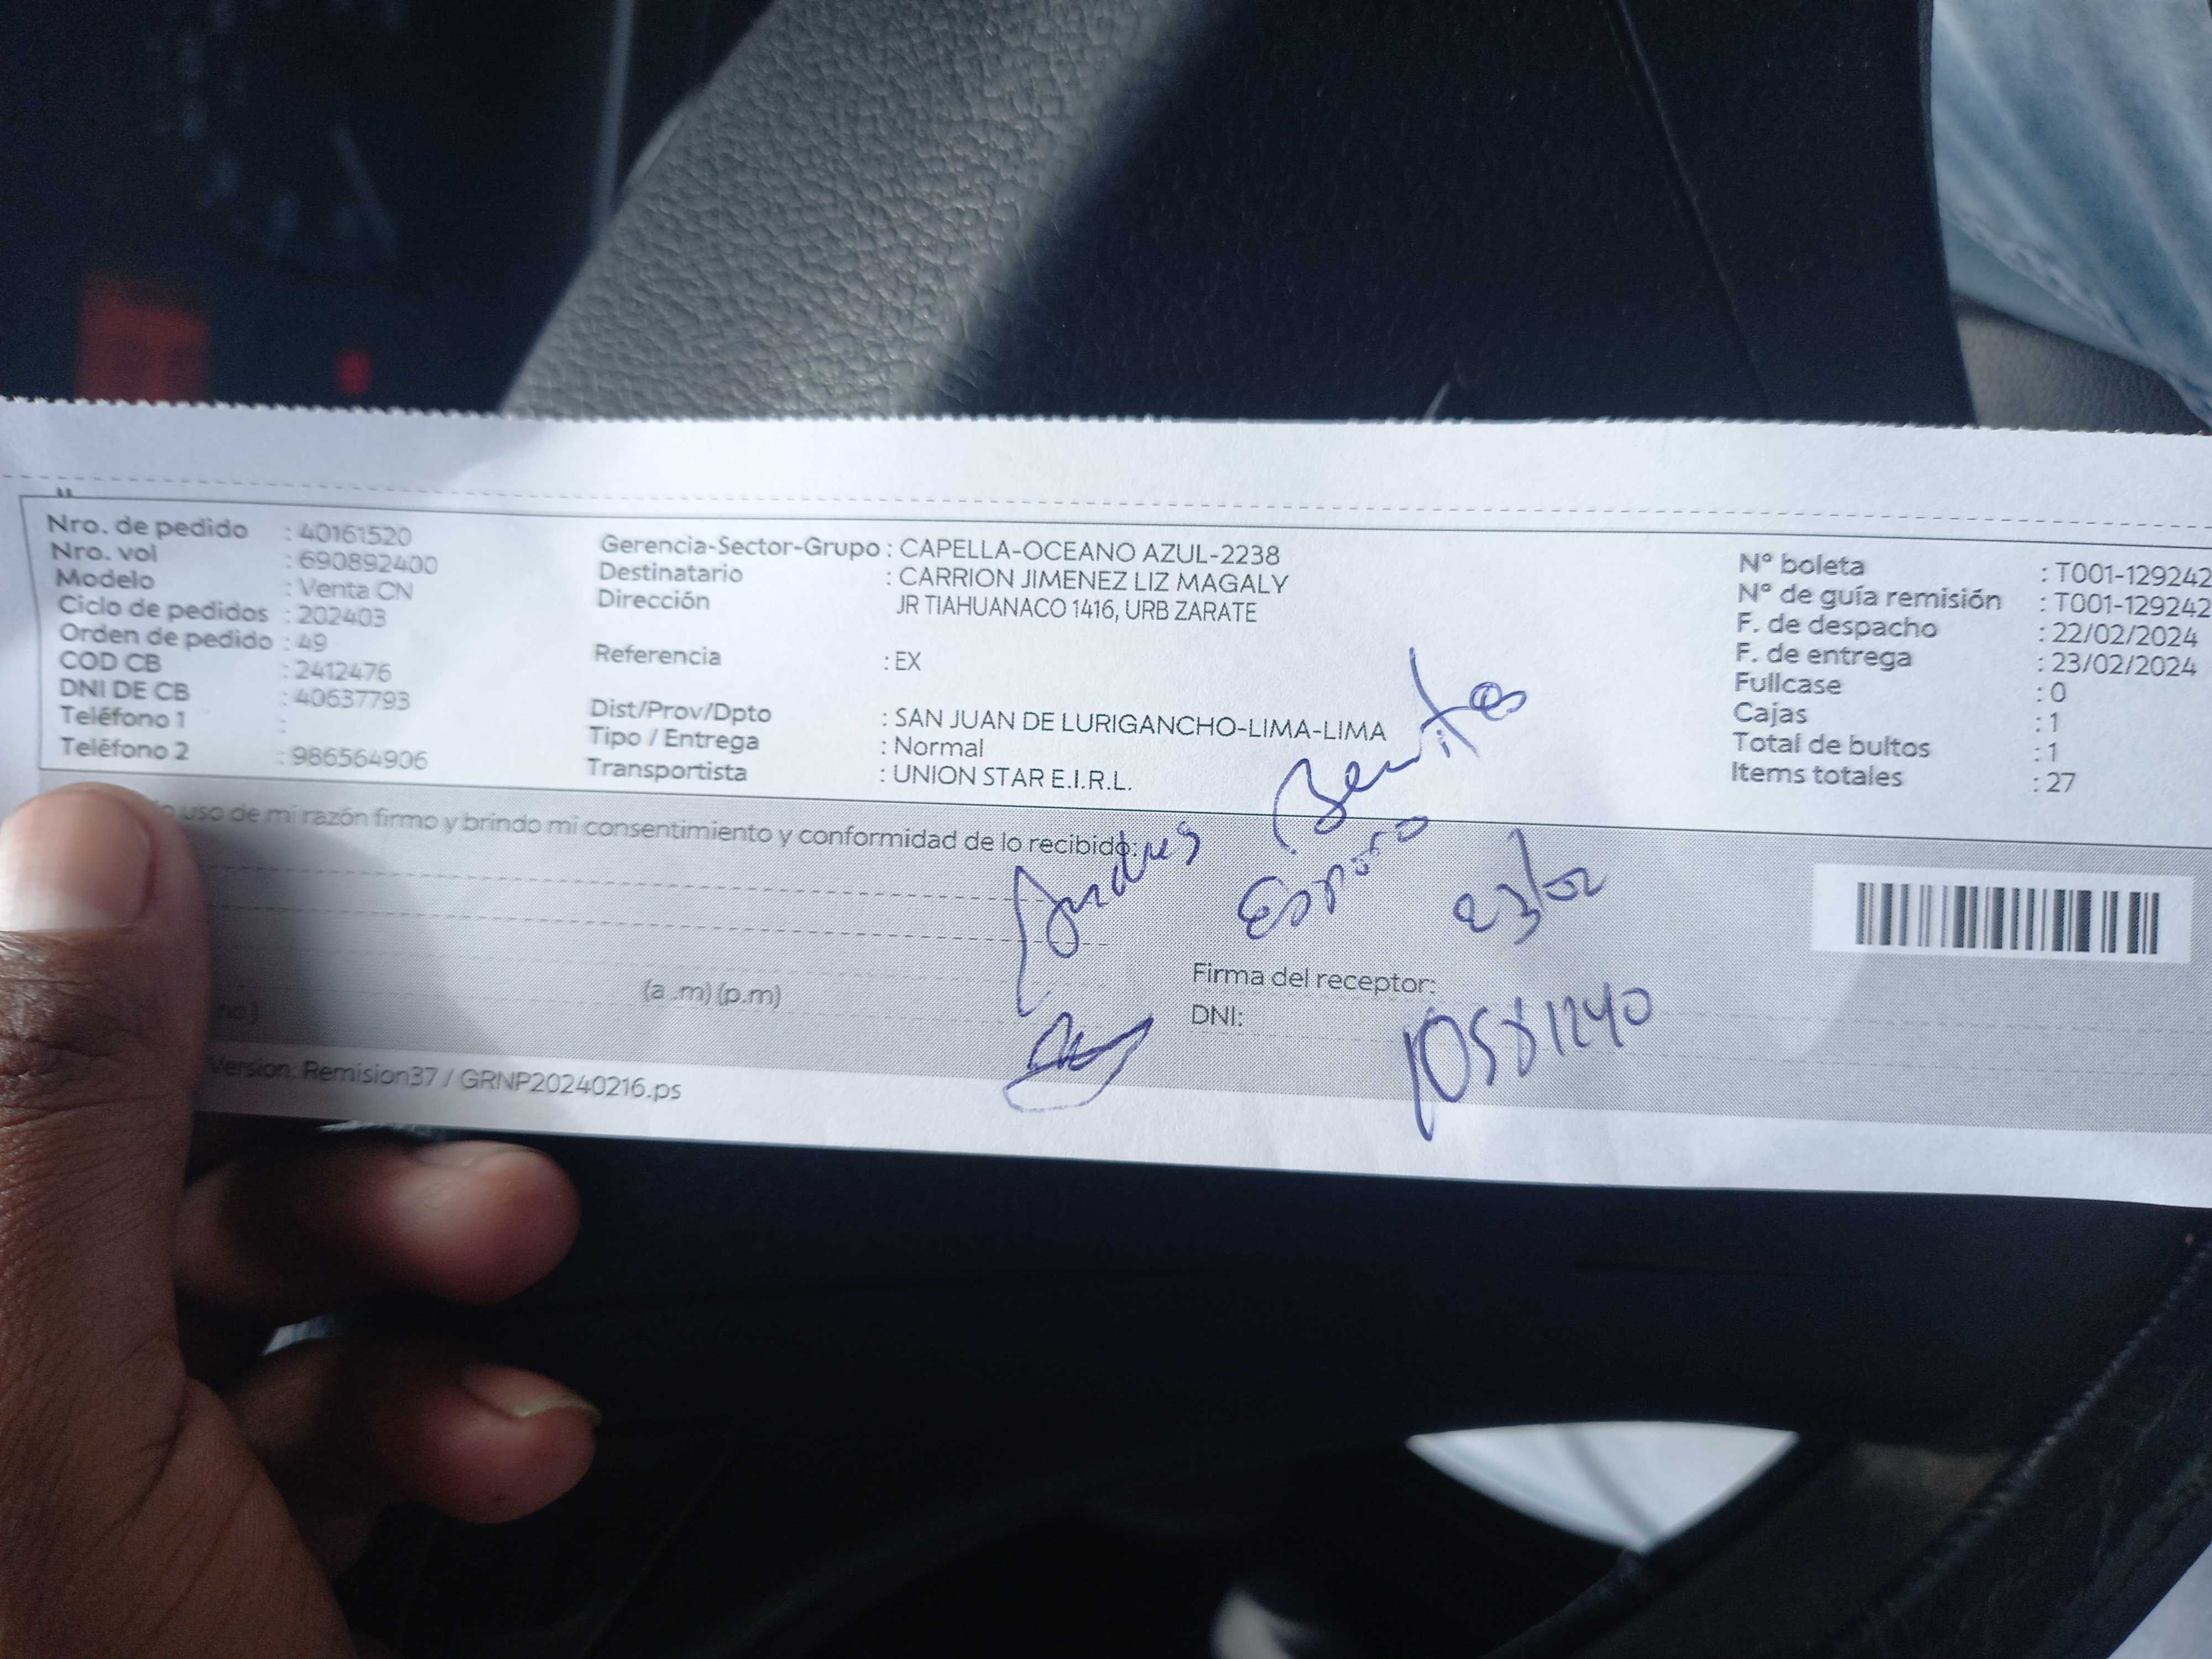 Nro. de pedido : 40161520
Nro. vol : 690892400
Modelo : Venta CN
Ciclo de pedidos : 202403
Orden de pedido : 49
COD CB : 2412476
DNI DE CB : 40637793
Teléfono 1 :
Teléfono 2 : 986564906
Gerencia-Sector-Grupo : CAPELLA-OCEANO AZUL-2238
Destinatario : CARRION JIMENEZ LIZ MAGALY
Dirección JR TIAHUANACO 1416, URB ZARATE
Referencia : EX
Dist/Prov/Dpto : SAN JUAN DE LURIGANCHO-LIMA-LIMA
Tipo / Entrega : Normal
Transportista : UNION STAR E.I.R.L.
Nº boleta : T001-129242
Nº de guía remisión : T001-129242
F. de despacho : 22/02/2024
F. de entrega : 23/02/2024
Fullcase : 0
Cajas : 1
Total de bultos : 1
Items totales : 27
uso de mi razón firmo y brindo mi consentimiento y conformidad de lo recibido:
Andres Benites
Esposo 23/02
(a .m) (p.m)
Firma del receptor:
DNI: 10581240
Version: Remision37 / GRNP20240216.ps